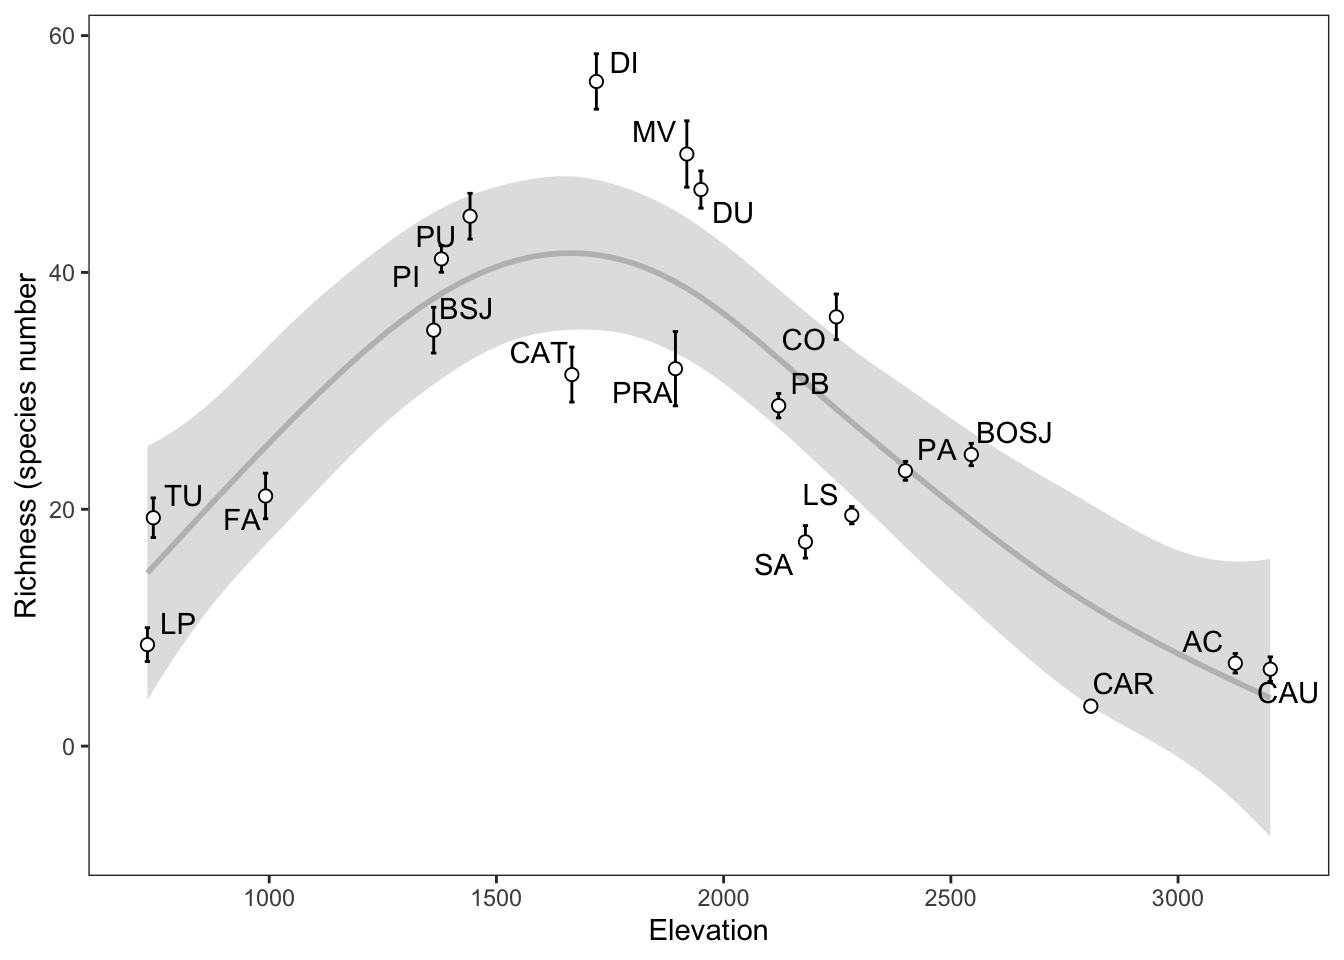 60
DI
MV
DU
PU
40
PI
BSJ
CO
CAT
PB
PRA
BOSJ
PA
TU
LS
20
FA
SA
LP
AC
CAR
CAU
0
Richness (species number
1000 1500 2000 2500 3000
Elevation